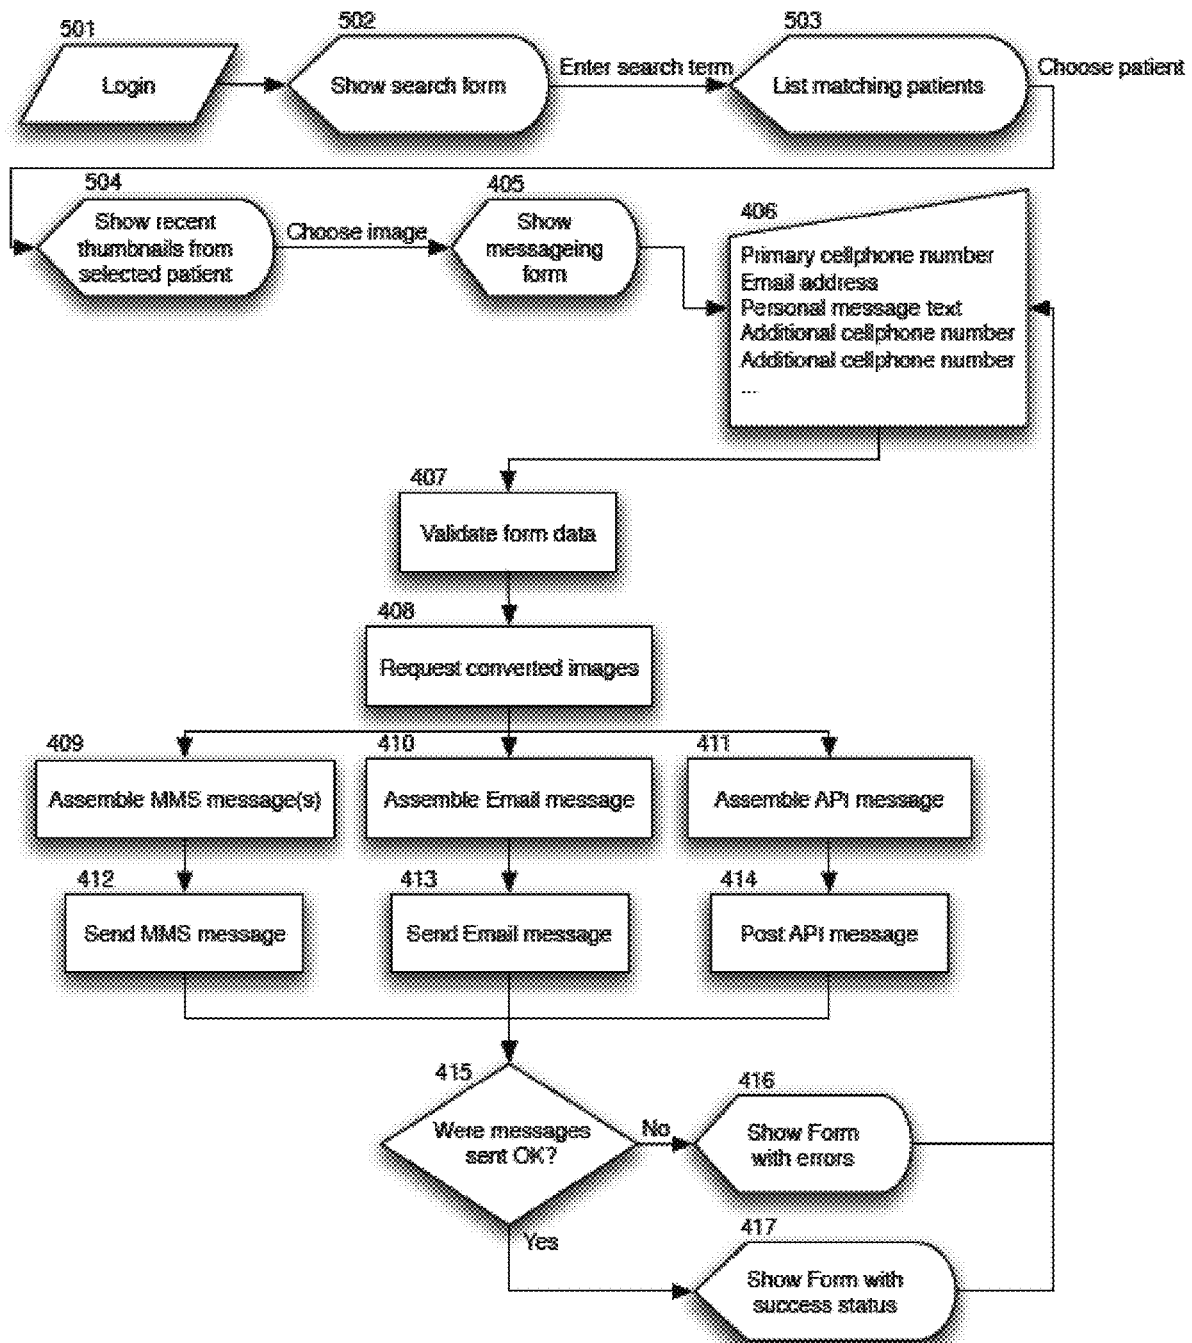 501
Login
502
Show search form
Enter search term
503
List matching patients
Choose patient
504
Show recent
thumbnails from
selected patient
Choose image
405
Show
messageing
form
406
Primary cellphone number
Email address
Personal message text
Additional cellphone number
Additional cellphone number
...
407
Validate form data
408
Request converted images
409
Assemble MMS message(s)
410
Assemble Email message
411
Assemble API message
412
Send MMS message
413
Send Email message
414
Post API message
415
Were messages
sent OK?
No
416
Show Form
with errors
Yes
417
Show Form with
success status